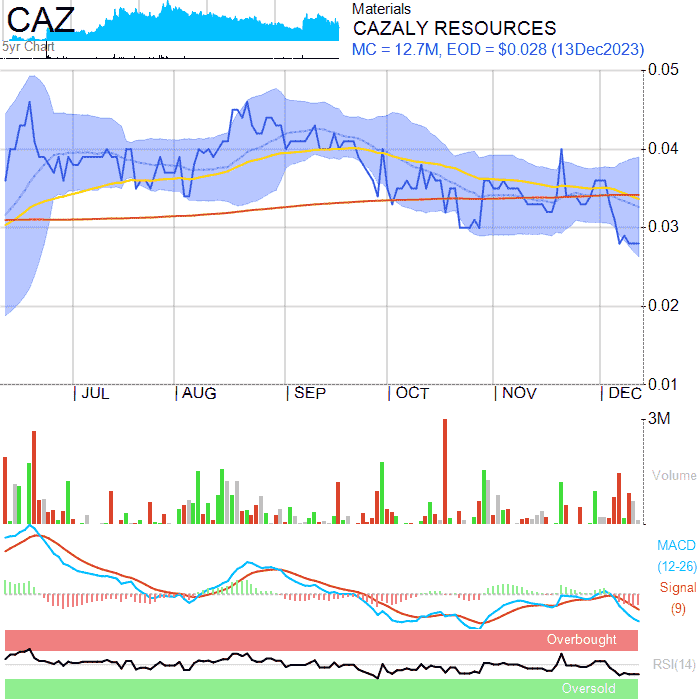 CAZ
5yr Chart
Materials
CAZALY RESOURCES
MC = 12.7M, EOD = $0.028 (13Dec2023)
0.05
0.04
0.03
0.02
0.01
| JUL | AUG | SEP | OCT | NOV | DEC
3M
Volume
MACD
(12-26)
Signal
(9)
Overbought
RSI(14)
Oversold